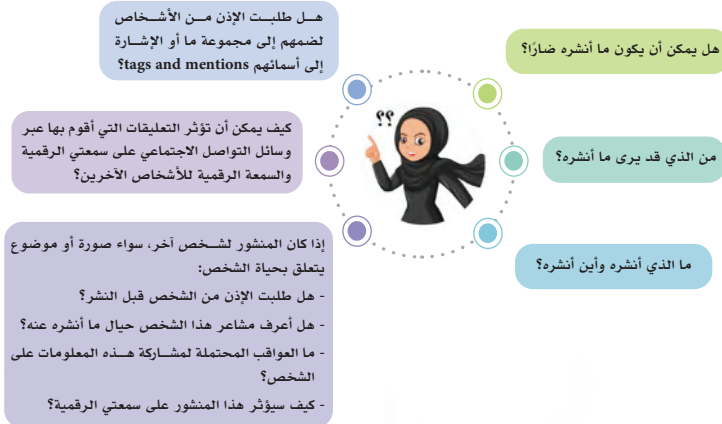 هل يمكن أن يكون ما أنشره ضارًا؟
من الذي قد يرى ما أنشره؟
ما الذي أنشره وأين أنشره؟
هــل طلبــت الإذن مــن الأشــخاص
لضمهم إلى مجموعة ما أو الإشــارة
إلى أسمائهم tags and mentions؟
كيف يمكن أن تؤثر التعليقات التي أقوم بها عبر
وسائل التواصل الاجتماعي على سمعتي الرقمية
والسمعة الرقمية للأشخاص الآخرين؟
إذا كان المنشور لشــخص آخر، سواء صورة أو موضوع
يتعلق بحياة الشخص:
- هل طلبت الإذن من الشخص قبل النشر؟
- هل أعرف مشاعر هذا الشخص حيال ما أنشره عنه؟
- ما العواقب المحتملة لمشاركة هــذه المعلومات على
الشخص؟
- كيف سيؤثر هذا المنشور على سمعتي الرقمية؟
؟؟